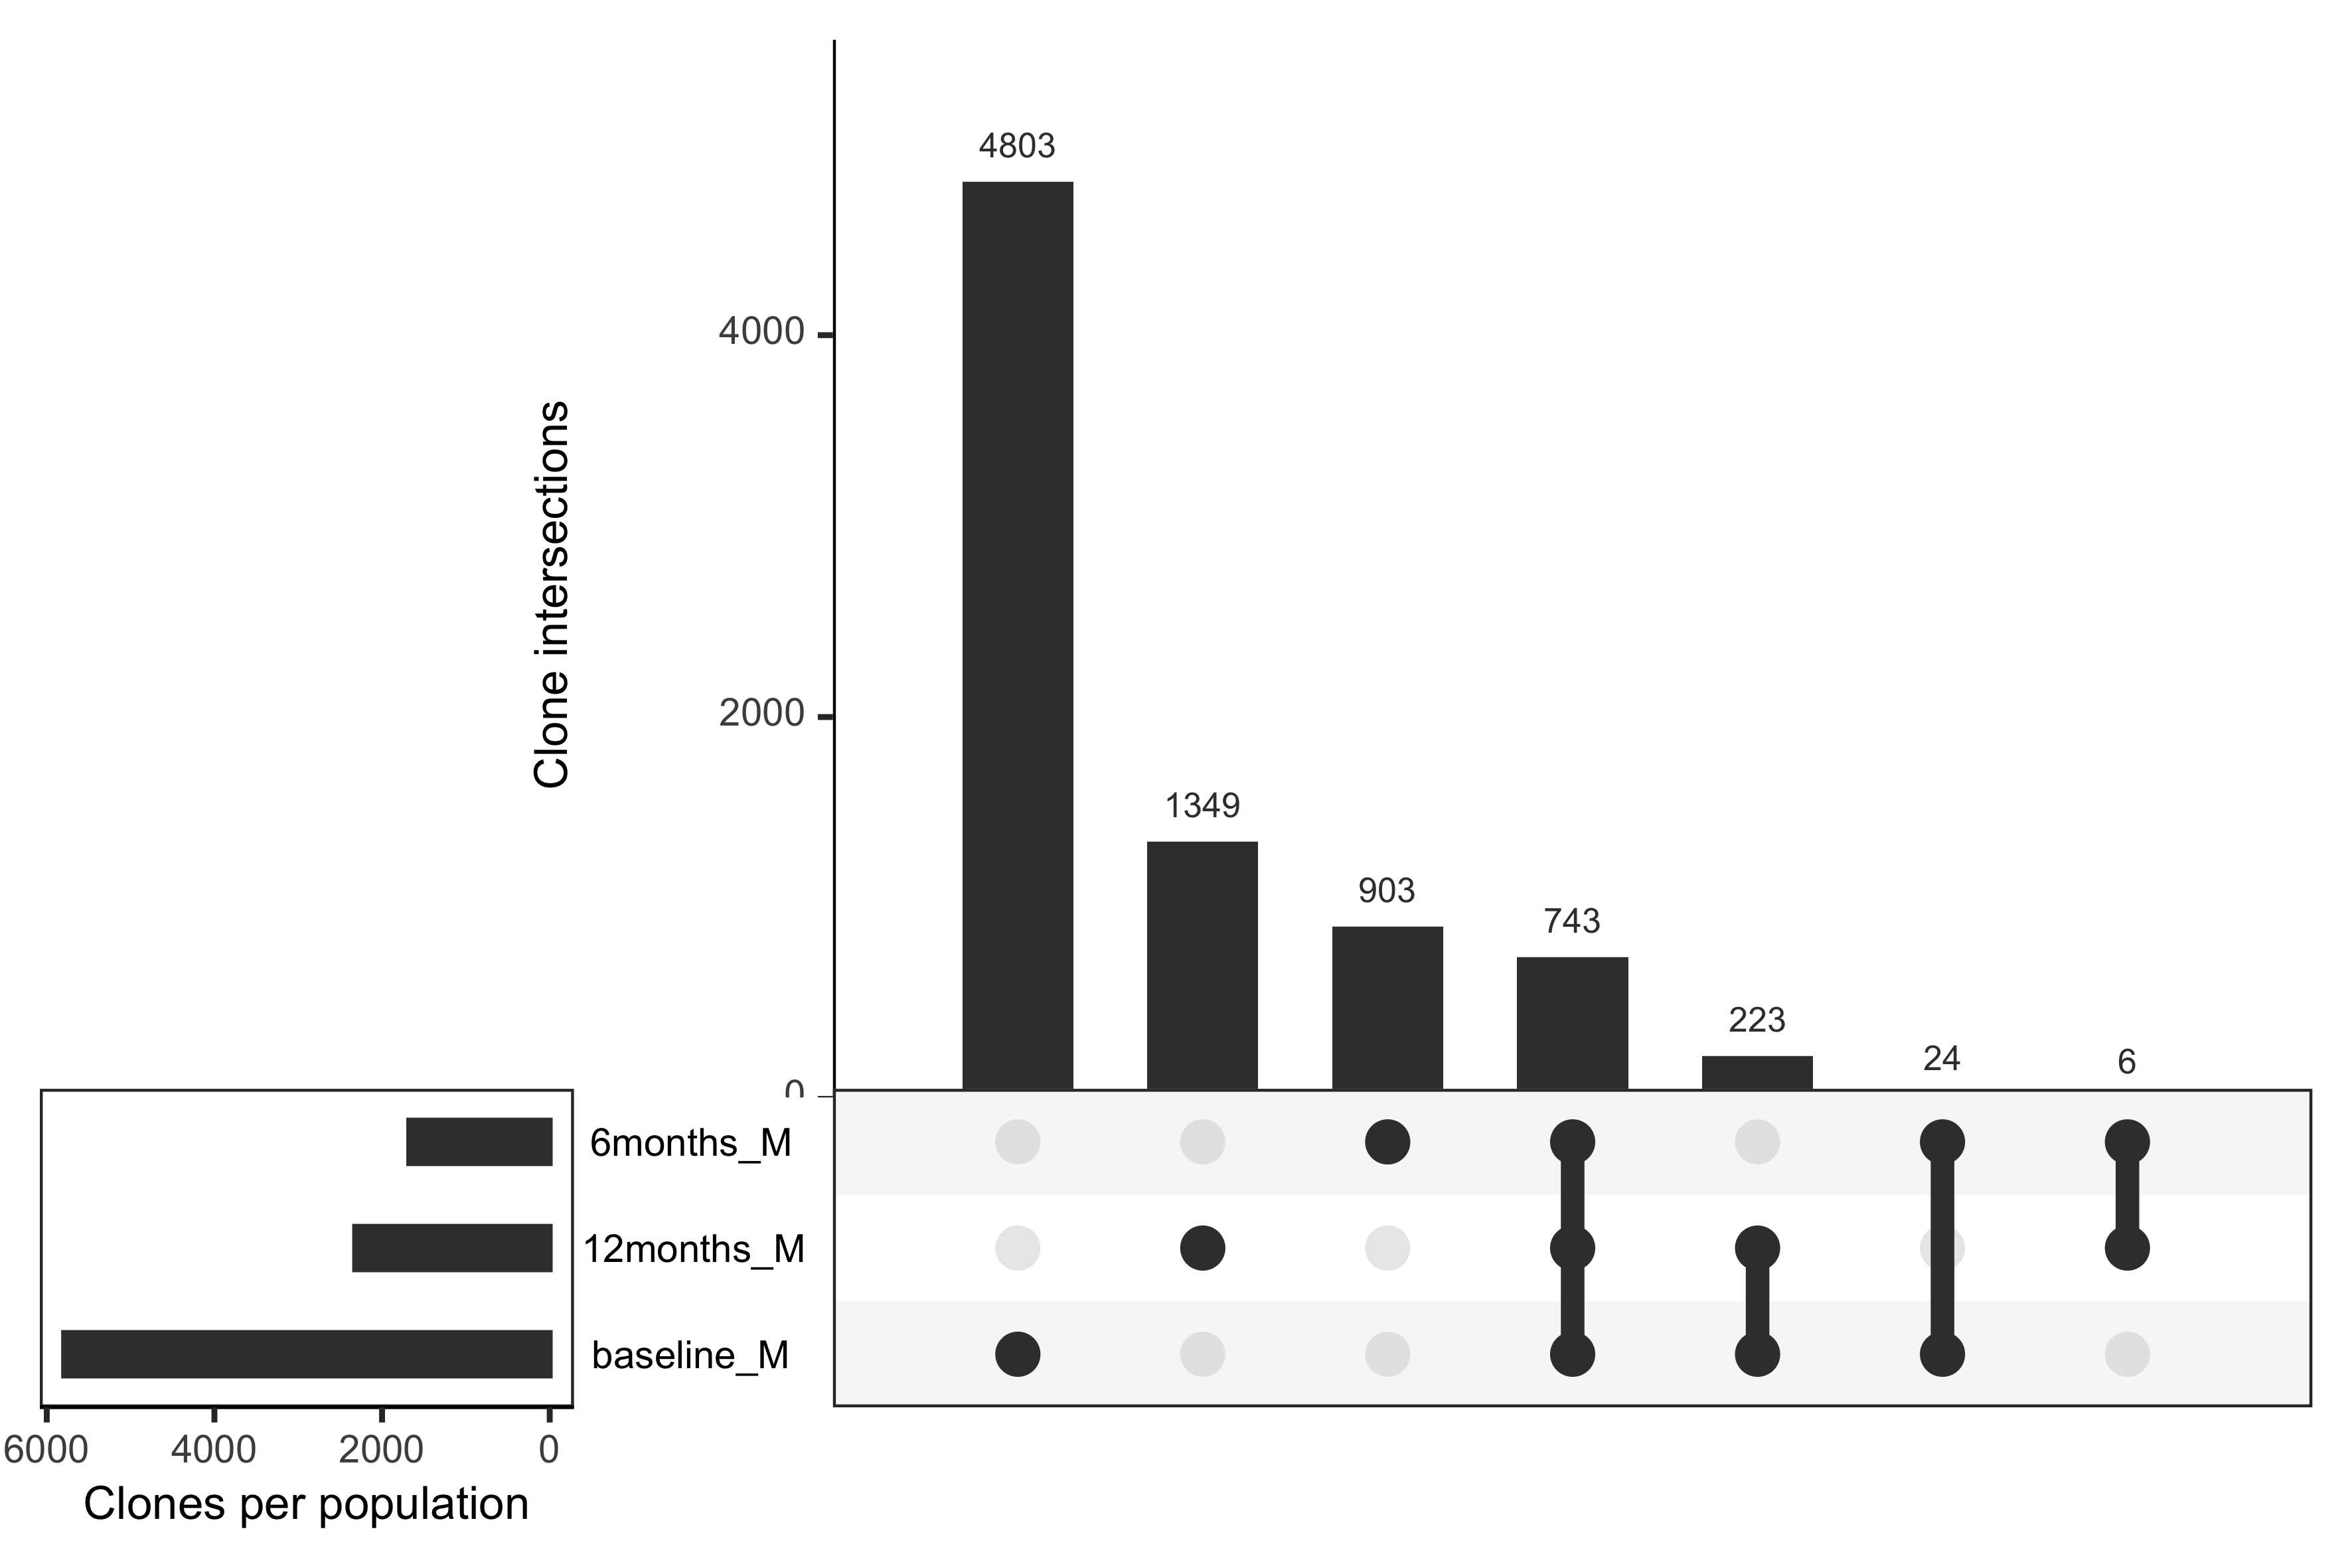 4803
4000
Clone intersections
2000
1349
903
743
223
24
6
0
6months_M
12months_M
baseline_M
6000 4000 2000 0
Clones per population